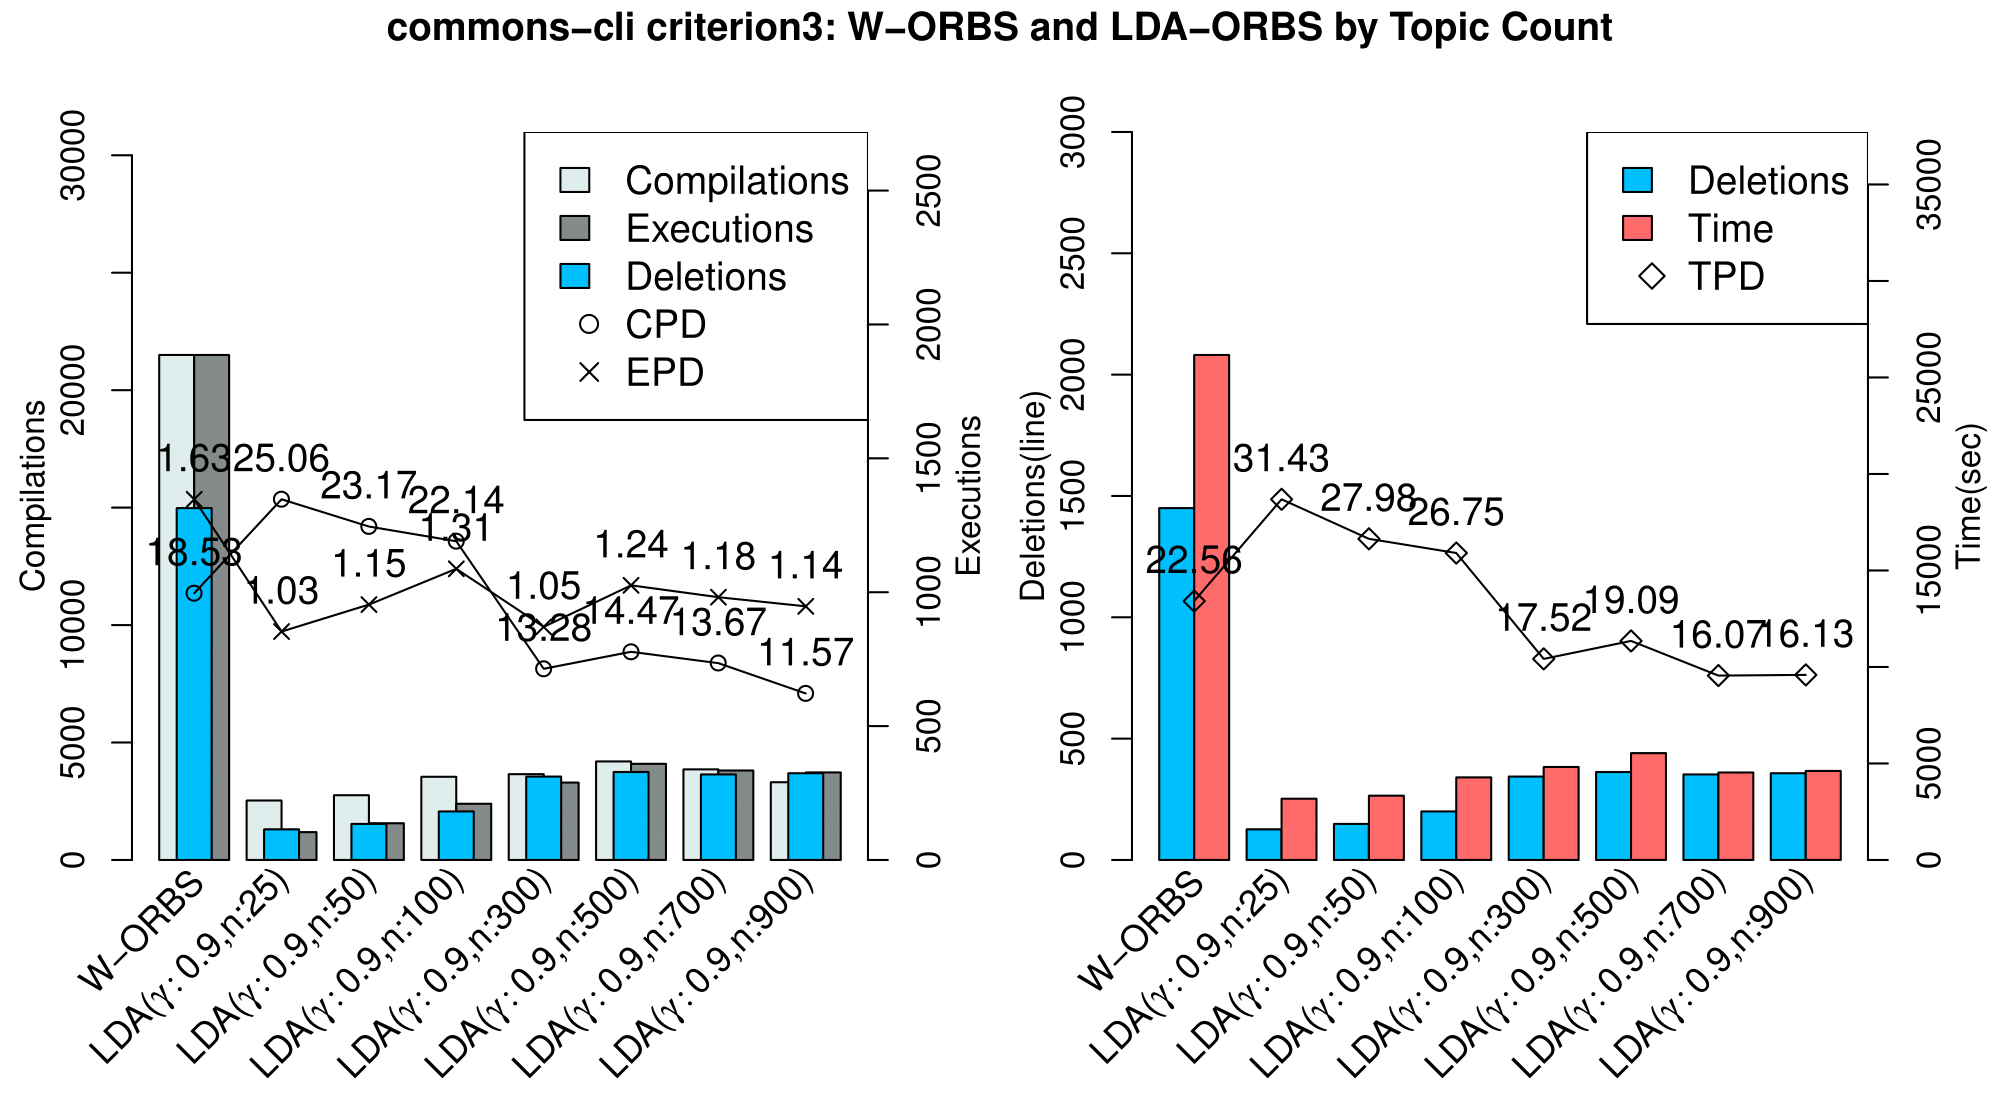 commons−cli criterion3: W−ORBS and LDA−ORBS by Topic Count
Compilations
0
5000
10000
200000
30000
Compilations
Executions
Deletions
CPD
EPD
1.63
25.06
23.17
22.14
1.31
18.53
1.03
1.15
1.05
13.28
1.24
14.47
1.18
13.67
1.14
11.57
0
500
1000
1500
2000
2500
Executions
W−ORBS
LDA(γ: 0.9,n:25)
LDA(γ: 0.9,n:50)
LDA(γ: 0.9,n:100)
LDA(γ: 0.9,n:300)
LDA(γ: 0.9,n:500)
LDA(γ: 0.9,n:700)
LDA(γ: 0.9,n:900)
Deletions(line)
0
500
1000
1500
2000
2500
3000
Deletions
Time
TPD
22.56
31.43
27.98
26.75
17.52
19.09
16.07
16.13
0
5000
15000
250000
35000
Time(sec)
W−ORBS
LDA(γ: 0.9,n:25)
LDA(γ: 0.9,n:50)
LDA(γ: 0.9,n:100)
LDA(γ: 0.9,n:300)
LDA(γ: 0.9,n:500)
LDA(γ: 0.9,n:700)
LDA(γ: 0.9,n:900)